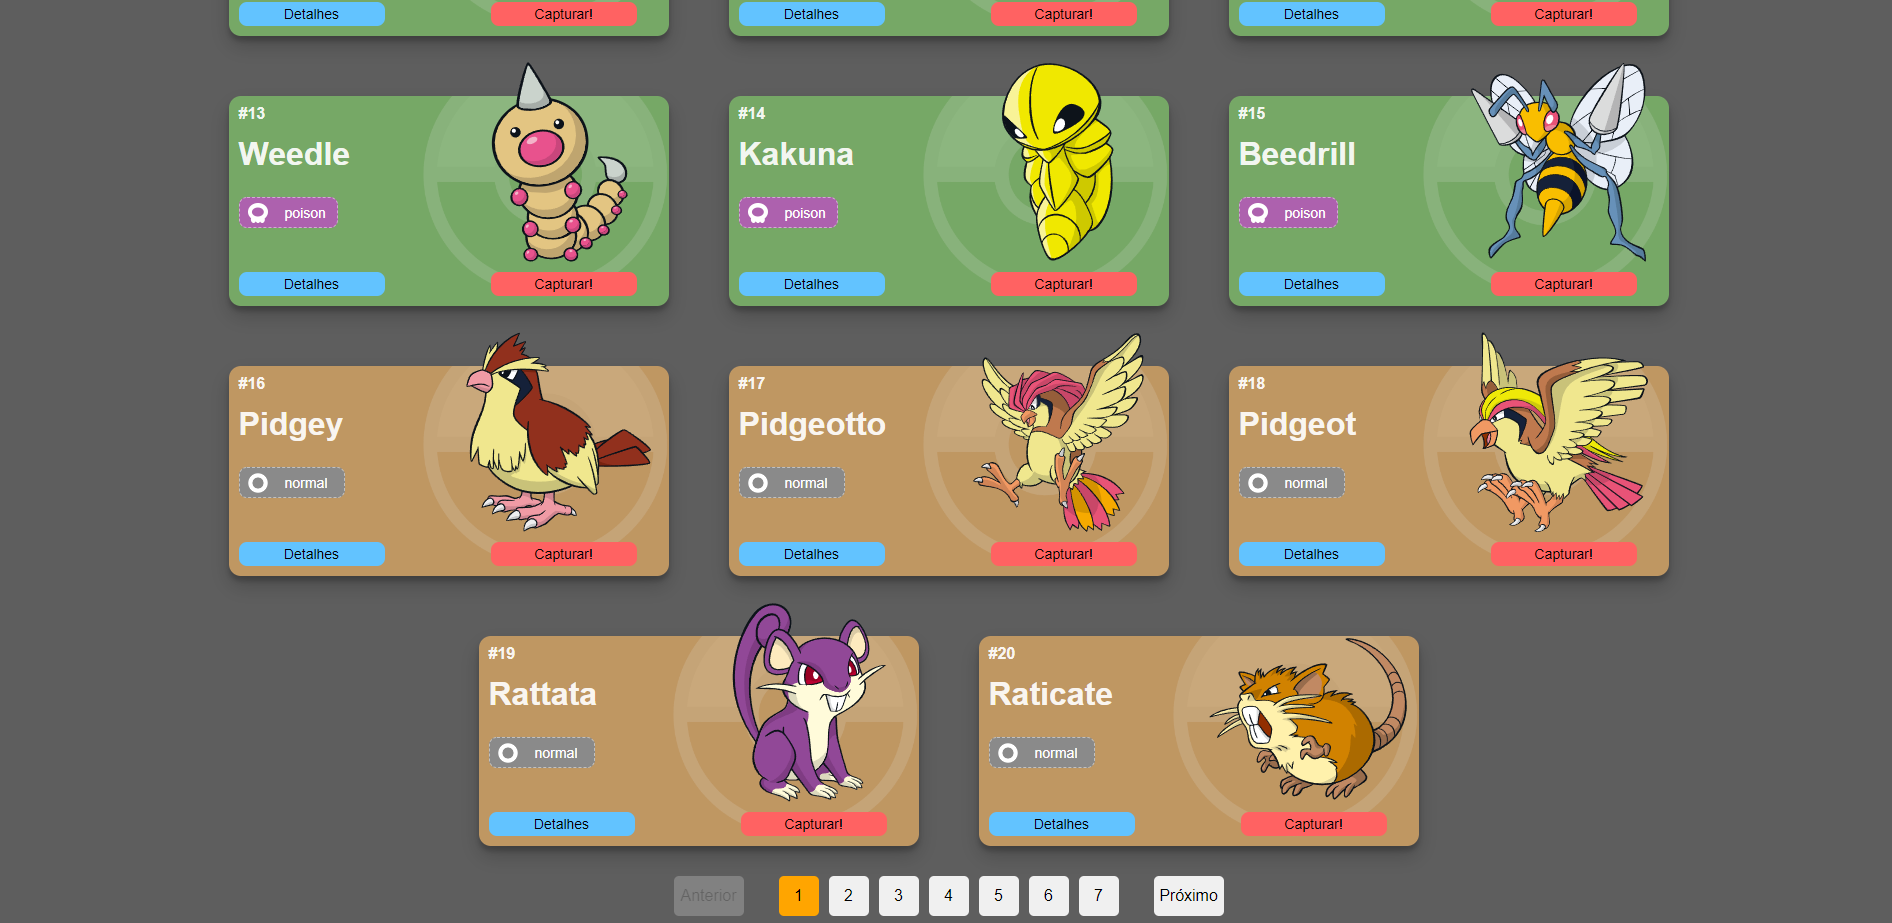 Detalhes Capturar! Detalhes Capturar! Detalhes Capturar!
#13
Weedle
poison
Detalhes Capturar!
#14
Kakuna
poison
Detalhes Capturar!
#15
Beedrill
poison
Detalhes Capturar!
#16
Pidgey
normal
Detalhes Capturar!
#17
Pidgeotto
normal
Detalhes Capturar!
#18
Pidgeot
normal
Detalhes Capturar!
#19
Rattata
normal
Detalhes Capturar!
#20
Raticate
normal
Detalhes Capturar!
Anterior 1 2 3 4 5 6 7 Próximo